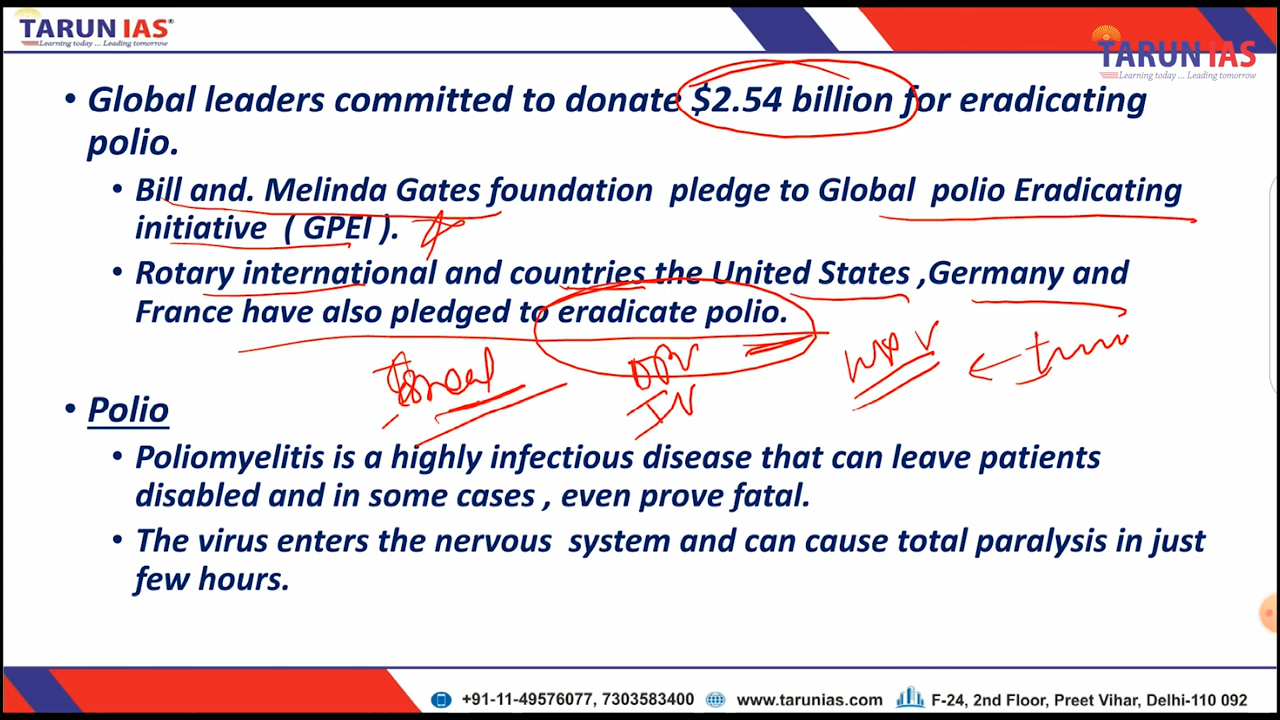 TARUN IAS®
Learning today ... Leading tomorrow
TARUN IAS
Learning today ... Leading tomorrow
• Global leaders committed to donate $2.54 billion for eradicating
polio.
• Bill and. Melinda Gates foundation pledge to Global polio Eradicating
initiative ( GPEI ).
• Rotary international and countries the United States ,Germany and
France have also pledged to eradicate polio.
OPV
WPV
• Polio
• Poliomyelitis is a highly infectious disease that can leave patients
disabled and in some cases , even prove fatal.
• The virus enters the nervous system and can cause total paralysis in just
few hours.
+91-11-49576077, 7303583400 www.tarunias.com F-24, 2nd Floor, Preet Vihar, Delhi-110 092